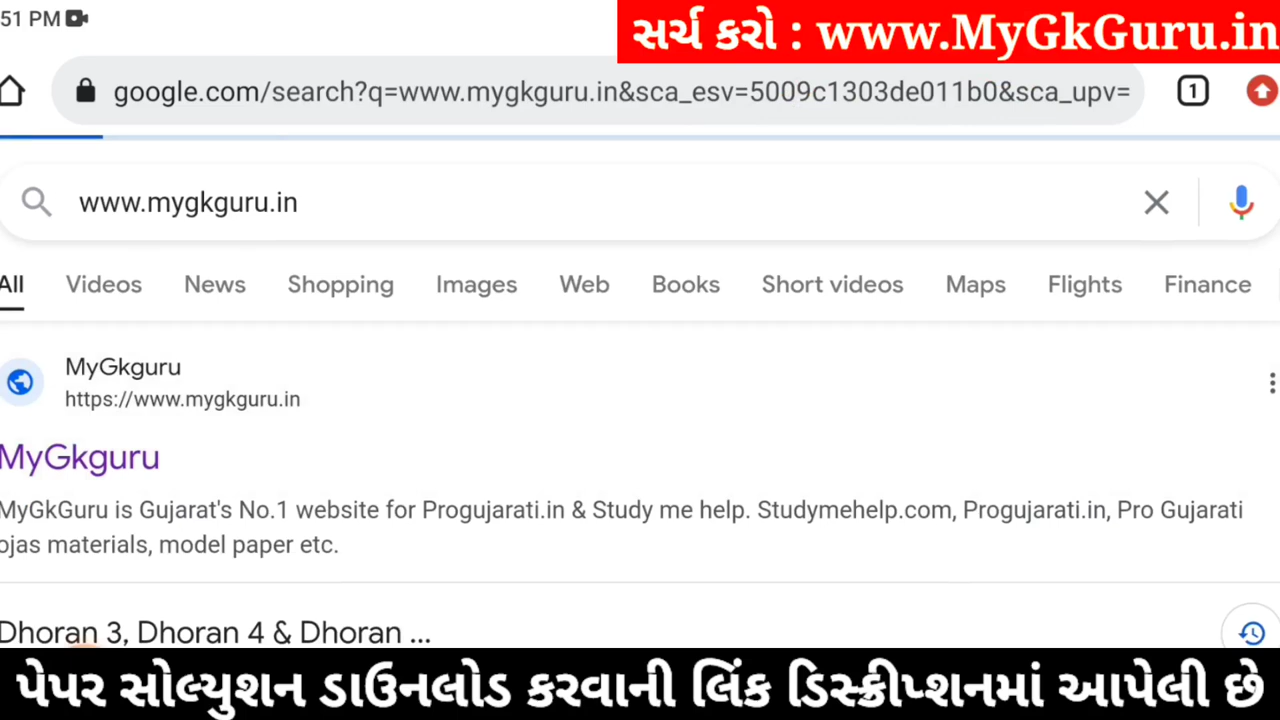 51 PM
સર્ચ કરો : www.MyGkGuru.in
google.com/search?q=www.mygkguru.in&sca_esv=5009c1303de011b0&sca_upv=
1
www.mygkguru.in
All Videos News Shopping Images Web Books Short videos Maps Flights Finance
MyGkguru
https://www.mygkguru.in
MyGkguru
MyGkGuru is Gujarat's No.1 website for Progujarati.in & Study me help. Studymehelp.com, Progujarati.in, Pro Gujarati
ojas materials, model paper etc.
Dhoran 3, Dhoran 4 & Dhoran ...
પેપર સોલ્યુશન ડાઉનલોડ કરવાની લિંક ડિસ્ક્રીપ્શનમાં આપેલી છે